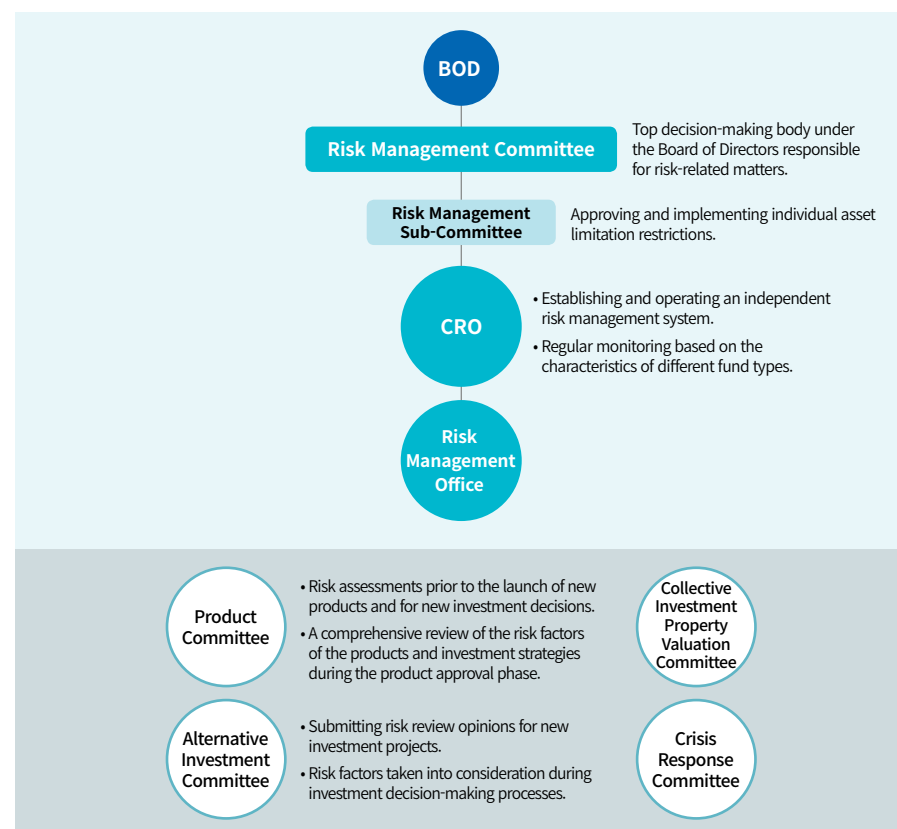 BOD
Risk Management Committee
Top decision-making body under
the Board of Directors responsible
for risk-related matters.
Risk Management
Sub-Committee
Approving and implementing individual asset
limitation restrictions.
CRO
• Establishing and operating an independent
risk management system.
• Regular monitoring based on the
characteristics of different fund types.
Risk
Management
Office
Product
Committee
• Risk assessments prior to the launch of new
products and for new investment decisions.
• A comprehensive review of the risk factors
of the products and investment strategies
during the product approval phase.
Collective
Investment
Property
Valuation
Committee
Alternative
Investment
Committee
• Submitting risk review opinions for new
investment projects.
• Risk factors taken into consideration during
investment decision-making processes.
Crisis
Response
Committee